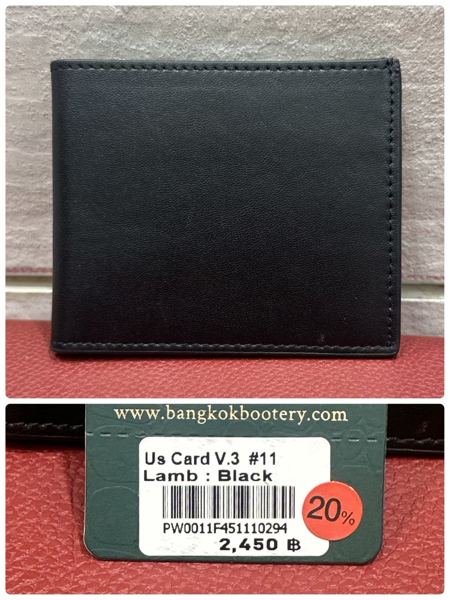 www.bangkokbootery.com
Us Card V.3 #11
Lamb : Black
PW0011F451110294
2,450 ฿
20%